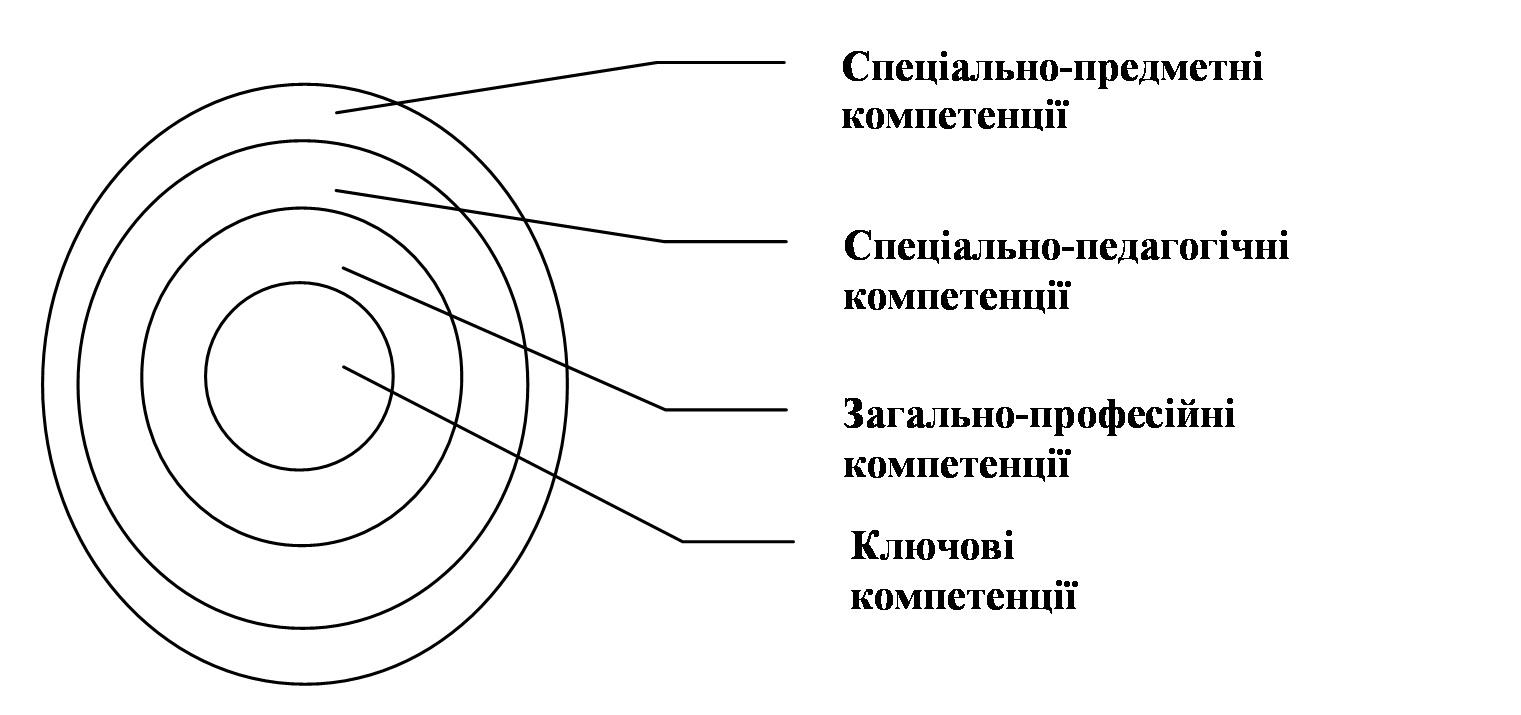 Спеціально-предметні
компетенції
Спеціально-педагогічні
компетенції
Загально-професійні
компетенції
Ключові
компетенції